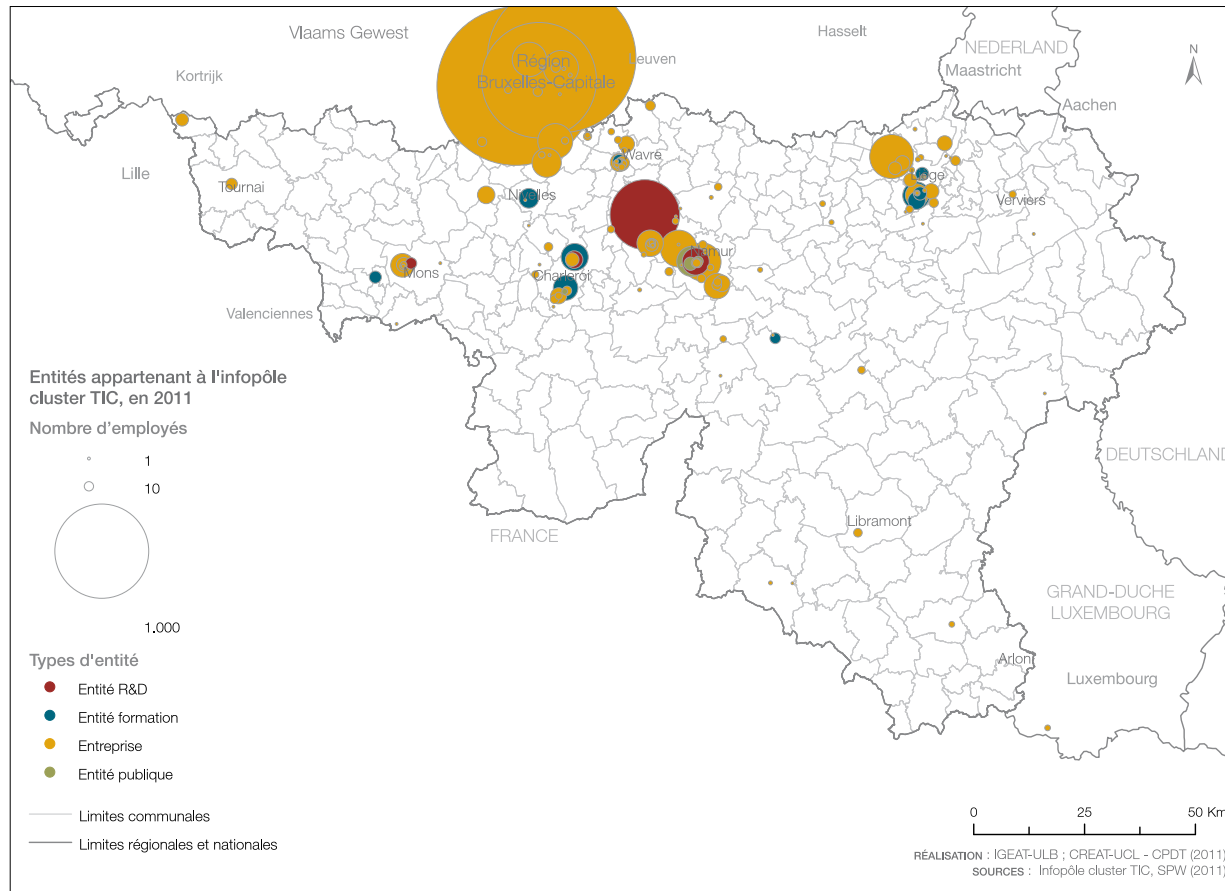 Vlaams Gewest
Hasselt
NEDERLAND
Maastricht
N
Kortrijk
Région
Bruxelles-Capitale
Leuven
Aachen
Lille
Tournai
Wavre
Nivelles
Liège
Verviers
Mons
Charleroi
Namur
Valenciennes
Entités appartenant à l'infopôle
cluster TIC, en 2011
Nombre d'employés
1
10
1.000
DEUTSCHLAND
FRANCE
Libramont
GRAND-DUCHE
LUXEMBOURG
Arlon
Luxembourg
Types d'entité
Entité R&D
Entité formation
Entreprise
Entité publique
Limites communales
Limites régionales et nationales
0 25 50 Km
RÉALISATION : IGEAT-ULB ; CREAT-UCL - CPDT (2011)
SOURCES : Infopôle cluster TIC, SPW (2011)